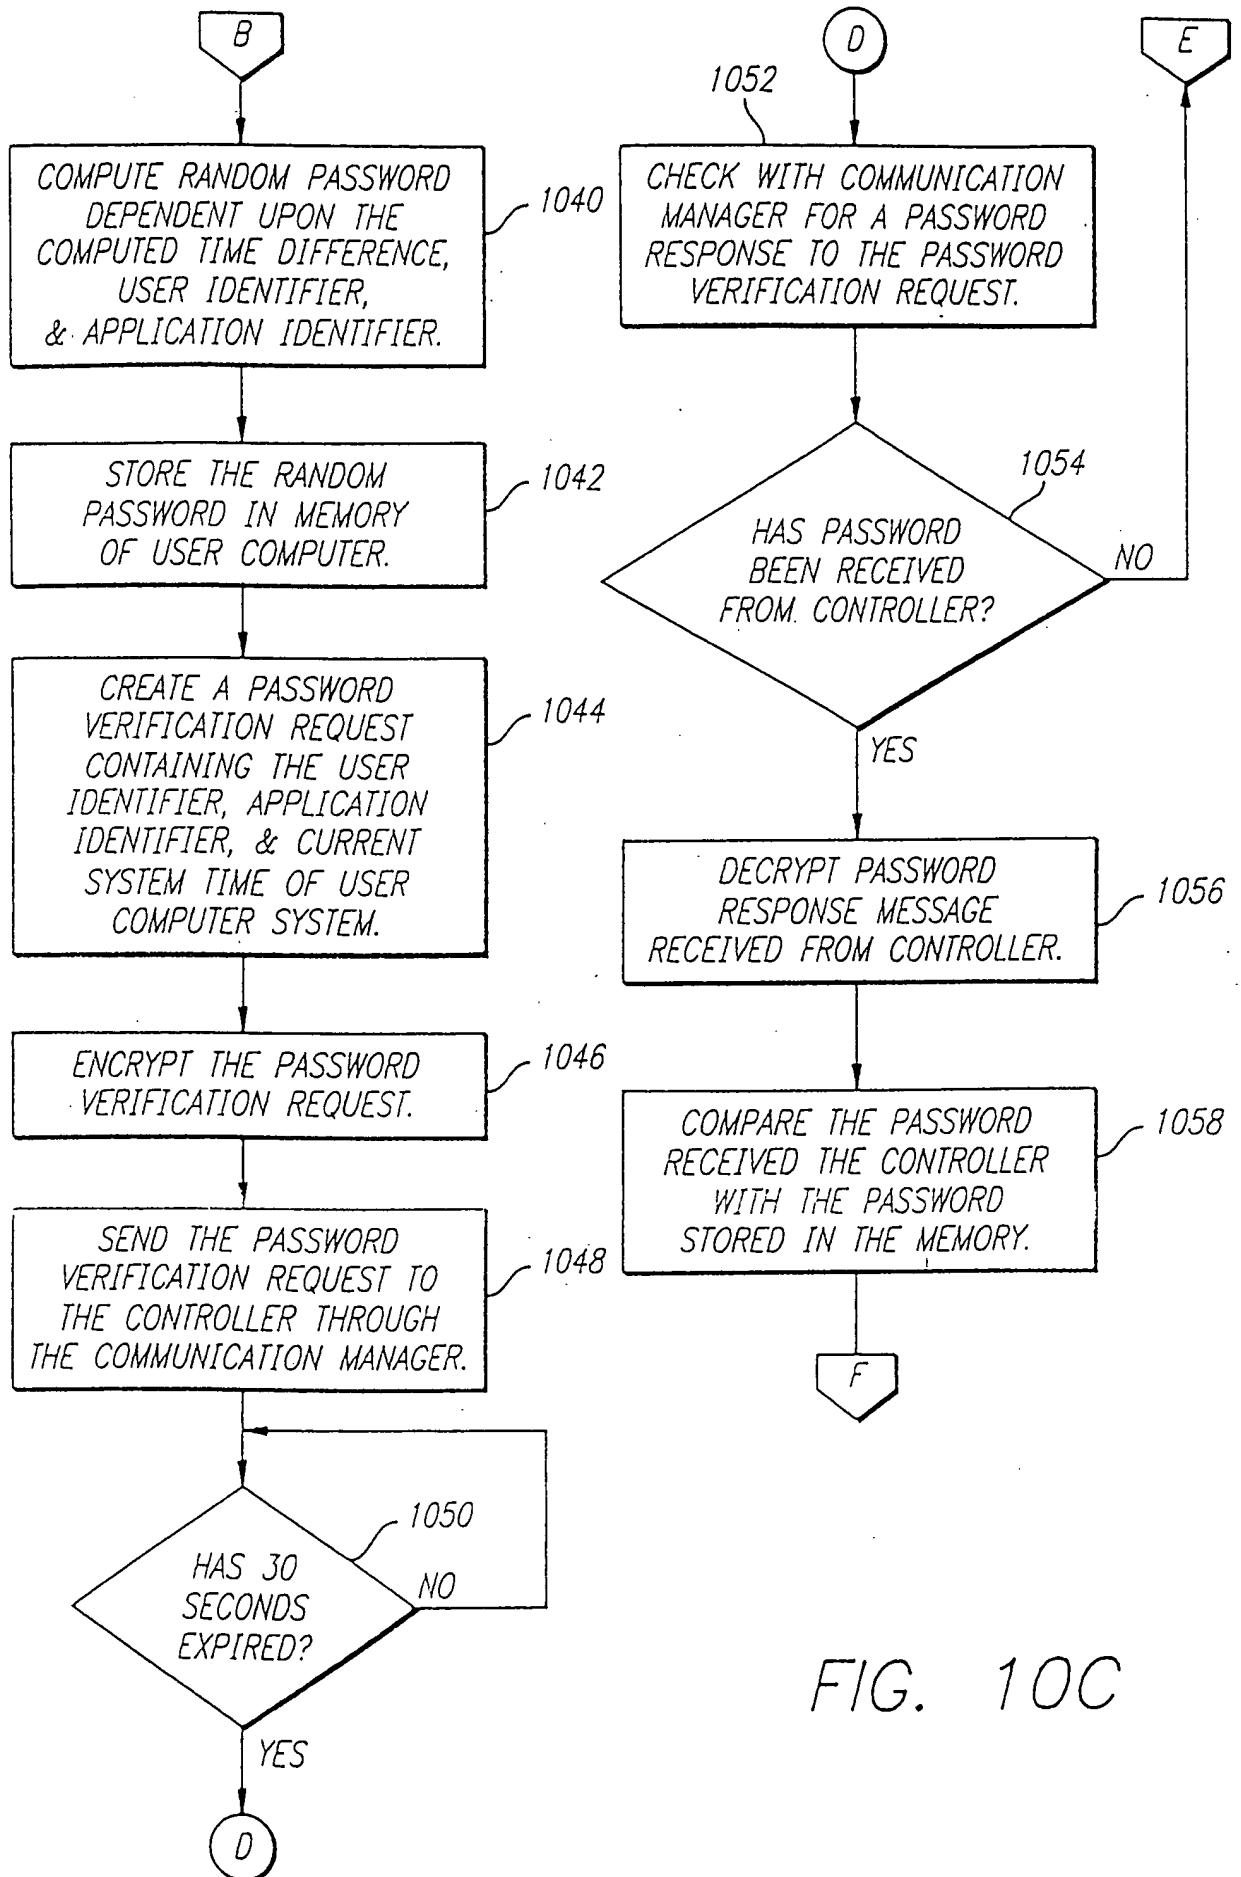 B
COMPUTE RANDOM PASSWORD
DEPENDENT UPON THE
COMPUTED TIME DIFFERENCE,
USER IDENTIFIER,
& APPLICATION IDENTIFIER.
1040
STORE THE RANDOM
PASSWORD IN MEMORY
OF USER COMPUTER.
1042
CREATE A PASSWORD
VERIFICATION REQUEST
CONTAINING THE USER
IDENTIFIER, APPLICATION
IDENTIFIER, & CURRENT
SYSTEM TIME OF USER
COMPUTER SYSTEM.
1044
ENCRYPT THE PASSWORD
VERIFICATION REQUEST.
1046
SEND THE PASSWORD
VERIFICATION REQUEST TO
THE CONTROLLER THROUGH
THE COMMUNICATION MANAGER.
1048
HAS 30
SECONDS
EXPIRED?
1050
NO
YES
D
D
E
1052
CHECK WITH COMMUNICATION
MANAGER FOR A PASSWORD
RESPONSE TO THE PASSWORD
VERIFICATION REQUEST.
1054
HAS PASSWORD
BEEN RECEIVED
FROM CONTROLLER?
NO
YES
DECRYPT PASSWORD
RESPONSE MESSAGE
RECEIVED FROM CONTROLLER.
1056
COMPARE THE PASSWORD
RECEIVED THE CONTROLLER
WITH THE PASSWORD
STORED IN THE MEMORY.
1058
F
FIG. 10C